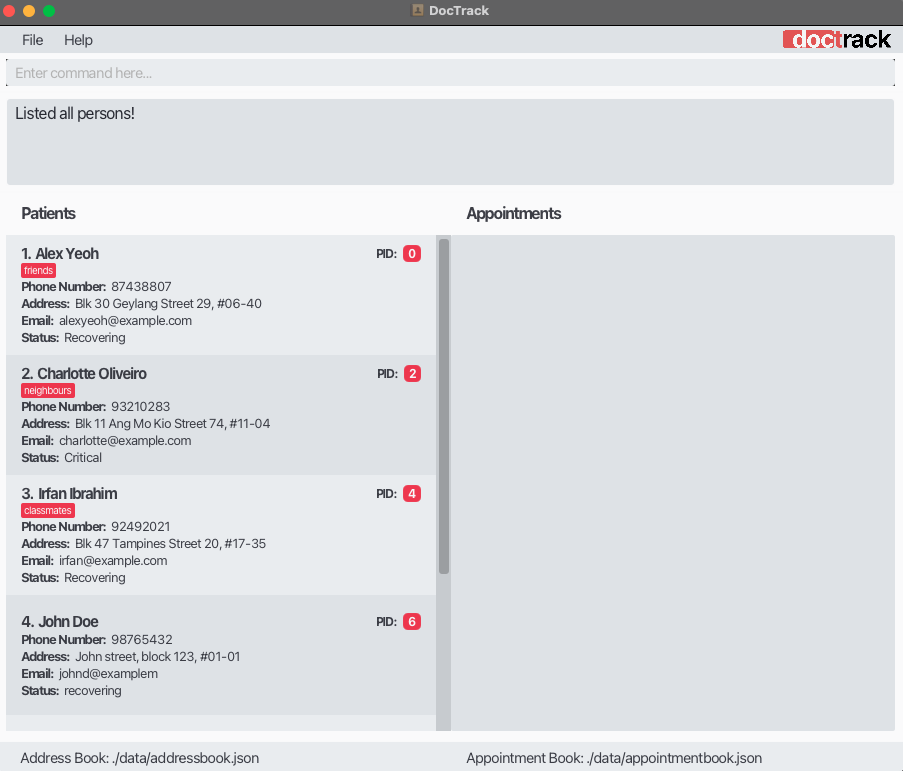 DocTrack
File Help
doctrack
Enter command here...
Listed all persons!
Patients
Appointments
1. Alex Yeoh PID: 0
friends
Phone Number: 87438807
Address: Blk 30 Geylang Street 29, #06-40
Email: alexyeoh@example.com
Status: Recovering
2. Charlotte Oliveiro PID: 2
neighbours
Phone Number: 93210283
Address: Blk 11 Ang Mo Kio Street 74, #11-04
Email: charlotte@example.com
Status: Critical
3. Irfan Ibrahim PID: 4
classmates
Phone Number: 92492021
Address: Blk 47 Tampines Street 20, #17-35
Email: irfan@example.com
Status: Recovering
4. John Doe PID: 6
Phone Number: 98765432
Address: John street, block 123, #01-01
Email: johnd@examplem
Status: recovering
Address Book: ./data/addressbook.json
Appointment Book: ./data/appointmentbook.json